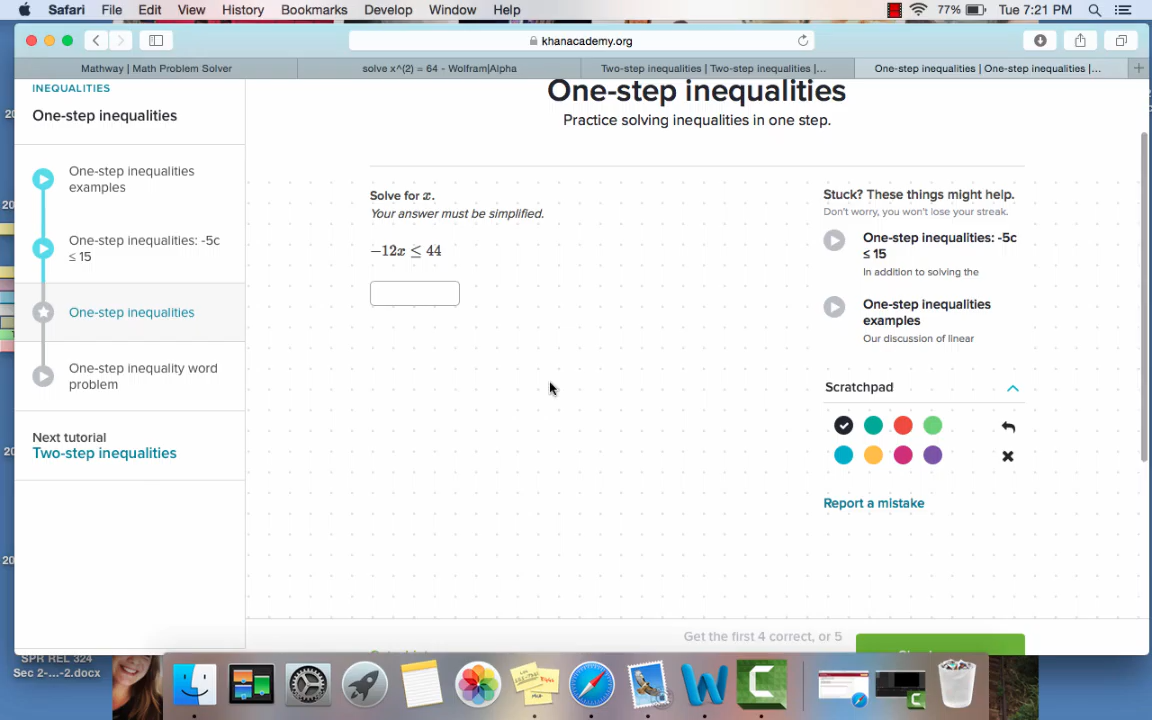 Safari File Edit View History Bookmarks Develop Window Help 77% Tue 7:21 PM
khanacademy.org
Mathway | Math Problem Solver
solve x^{2} = 64 - Wolfram|Alpha
Two-step inequalities | Two-step inequalities |...
One-step inequalities | One-step inequalities |...
INEQUALITIES
One-step inequalities
One-step inequalities
examples
One-step inequalities: -5c
≤ 15
One-step inequalities
One-step inequality word
problem
Next tutorial
Two-step inequalities
One-step inequalities
Practice solving inequalities in one step.
Solve for x.
Your answer must be simplified.
−12x ≤ 44
Stuck? These things might help.
Don't worry, you won't lose your streak.
One-step inequalities: -5c
≤ 15
In addition to solving the
One-step inequalities
examples
Our discussion of linear
Scratchpad
Report a mistake
Get the first 4 correct, or 5
SPR REL 324
Sec 2-...-2.docx